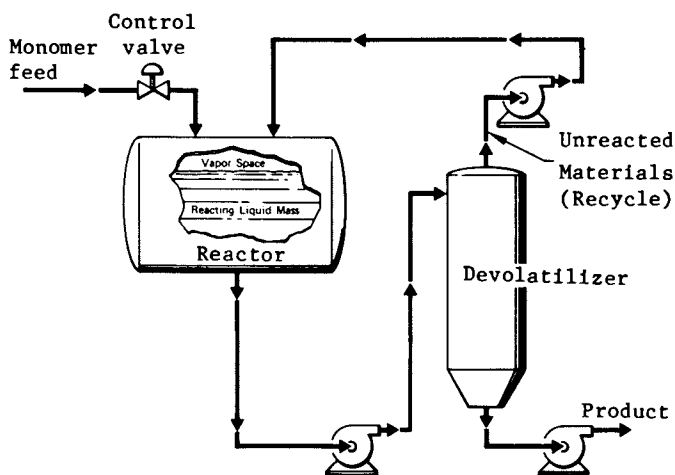 Control
valve
Monomer
feed
Vapor Space
Reacting Liquid Mass
Reactor
Unreacted
Materials
(Recycle)
Devolatilizer
Product